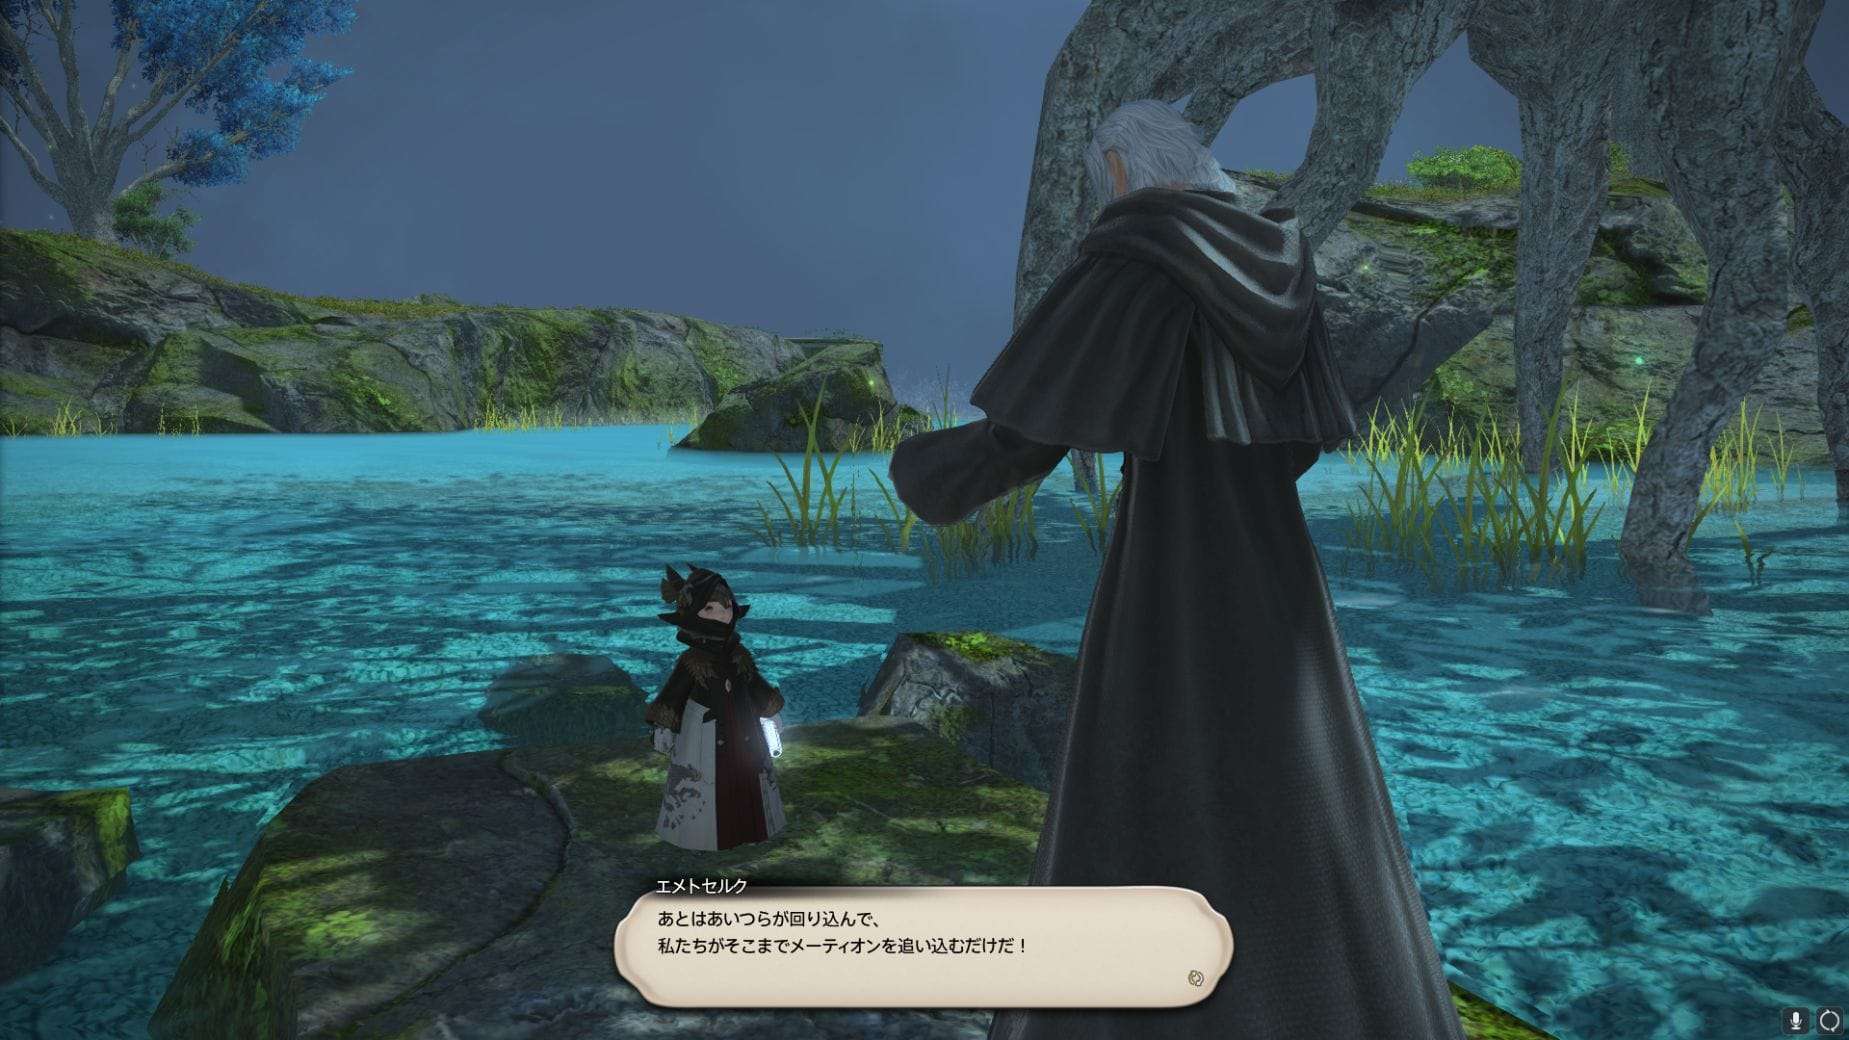 エメトセルク
あとはあいつらが回り込んで、
私たちがそこまでメーティオンを追い込むだけだ！